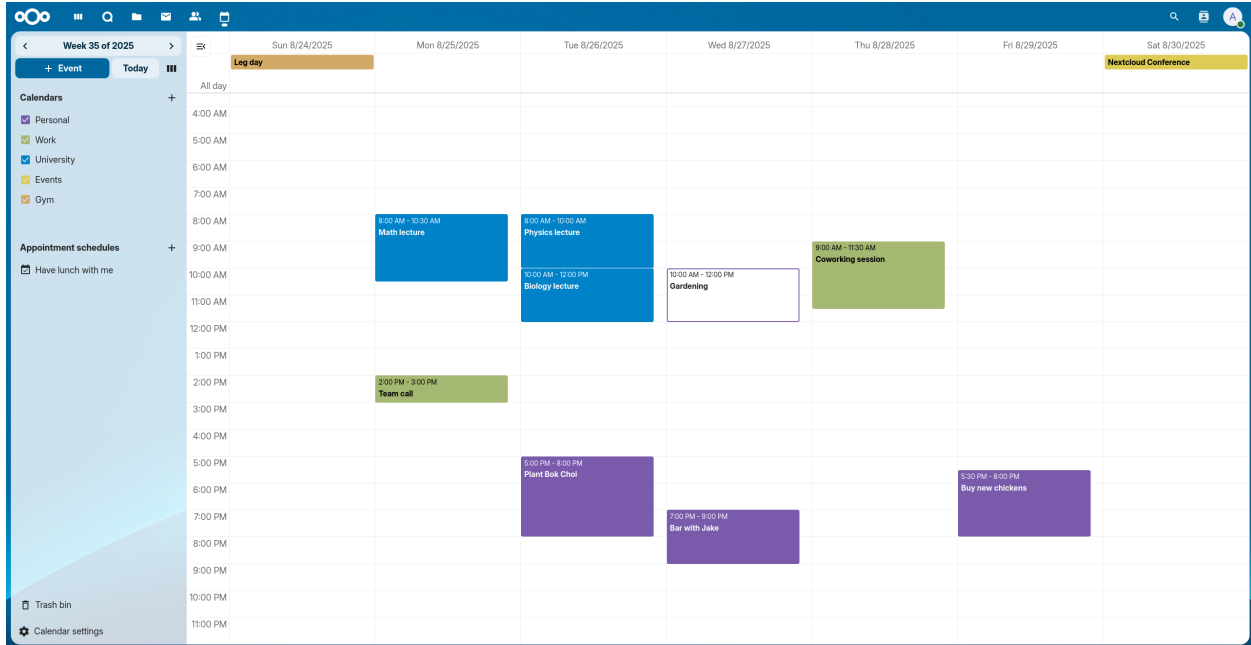 A
Week 35 of 2025
+ Event
Today
Calendars
Personal
Work
University
Events
Gym
Appointment schedules
Have lunch with me
Trash bin
Calendar settings
Sun 8/24/2025
Mon 8/25/2025
Tue 8/26/2025
Wed 8/27/2025
Thu 8/28/2025
Fri 8/29/2025
Sat 8/30/2025
Leg day
Nextcloud Conference
All day
4:00 AM
5:00 AM
6:00 AM
7:00 AM
8:00 AM
8:00 AM - 10:30 AM
Math lecture
8:00 AM - 10:00 AM
Physics lecture
9:00 AM
9:00 AM - 11:30 AM
Coworking session
10:00 AM
10:00 AM - 12:00 PM
Biology lecture
10:00 AM - 12:00 PM
Gardening
11:00 AM
12:00 PM
1:00 PM
2:00 PM
2:00 PM - 3:00 PM
Team call
3:00 PM
4:00 PM
5:00 PM
5:00 PM - 8:00 PM
Plant Bok Choi
5:30 PM - 8:00 PM
Buy new chickens
6:00 PM
7:00 PM
7:00 PM - 9:00 PM
Bar with Jake
8:00 PM
9:00 PM
10:00 PM
11:00 PM